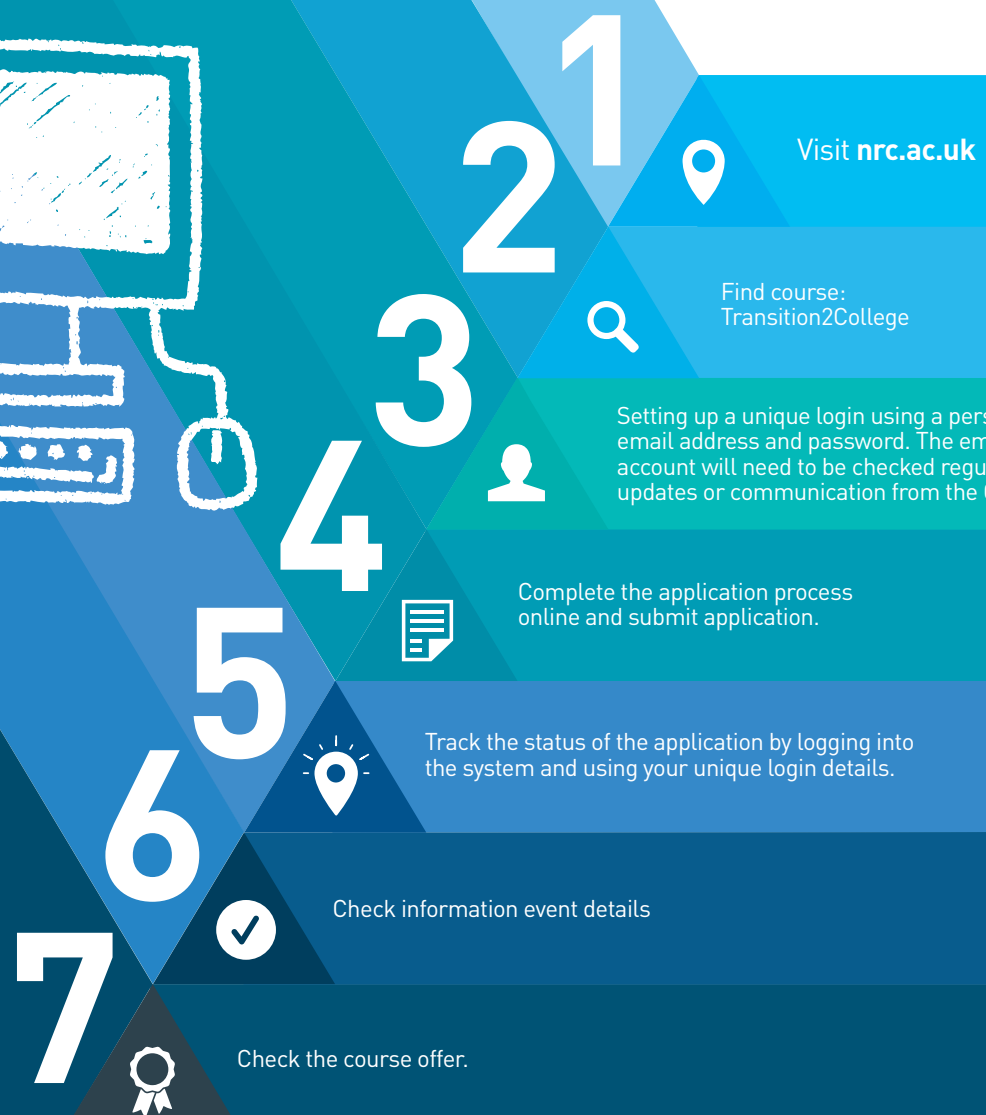 1
Visit nrc.ac.uk
2
Find course:
Transition2College
3
Setting up a unique login using a
email address and password. The
account will need to be checked
updates or communication from the
4
Complete the application process
online and submit application.
5
Track the status of the application by logging into
the system and using your unique login details.
6
Check information event details
7
Check the course offer.